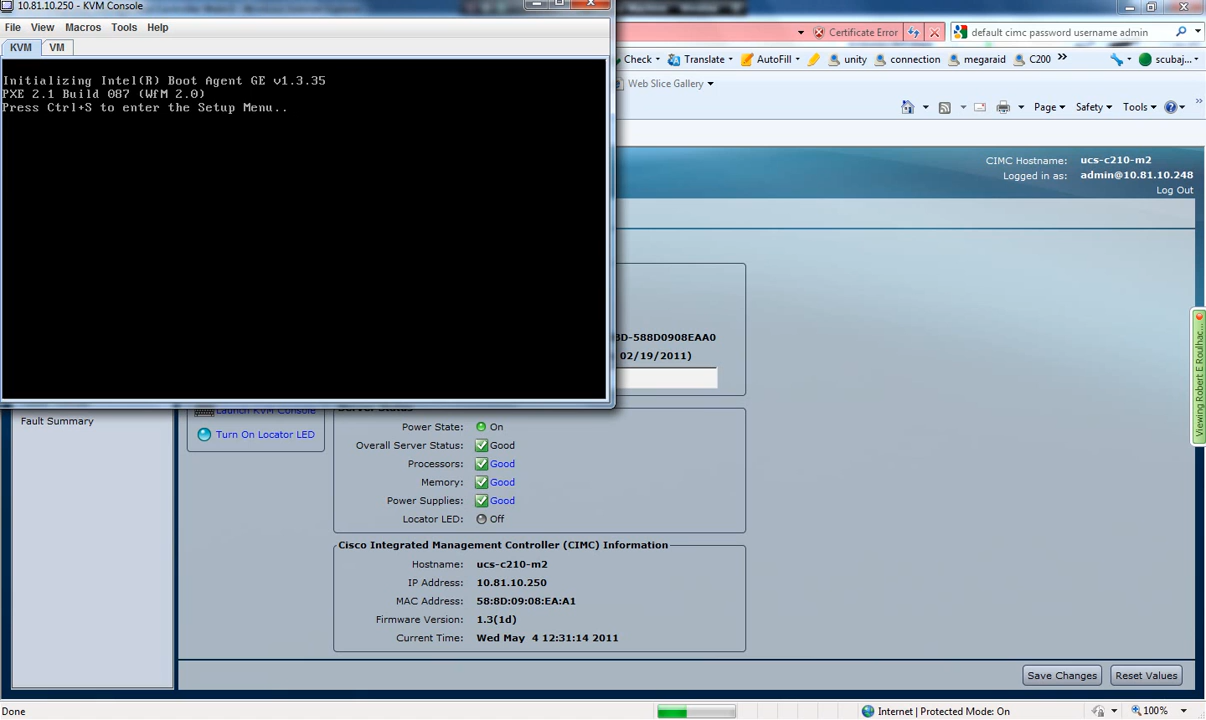 10.81.10.250 - KVM Console
File View Macros Tools Help
KVM VM
Initializing Intel(R) Boot Agent GE v1.3.35
PXE 2.1 Build 087 (WfM 2.0)
Press Ctrl+S to enter the Setup Menu..
Certificate Error
default cimc password username admin
Check Translate AutoFill unity connection megaraid C200 scubaj...
Web Slice Gallery
Page Safety Tools
CIMC Hostname: ucs-c210-m2
Logged in as: admin@10.81.10.248
Log Out
8D-588D0908EAA0
02/19/2011)
Launch KVM Console
Turn On Locator LED
Fault Summary
Server Status
Power State: On
Overall Server Status: Good
Processors: Good
Memory: Good
Power Supplies: Good
Locator LED: Off
Cisco Integrated Management Controller (CIMC) Information
Hostname: ucs-c210-m2
IP Address: 10.81.10.250
MAC Address: 58:8D:09:08:EA:A1
Firmware Version: 1.3(1d)
Current Time: Wed May 4 12:31:14 2011
Save Changes Reset Values
Viewing Robert E Roulhac...
Done
Internet | Protected Mode: On
100%